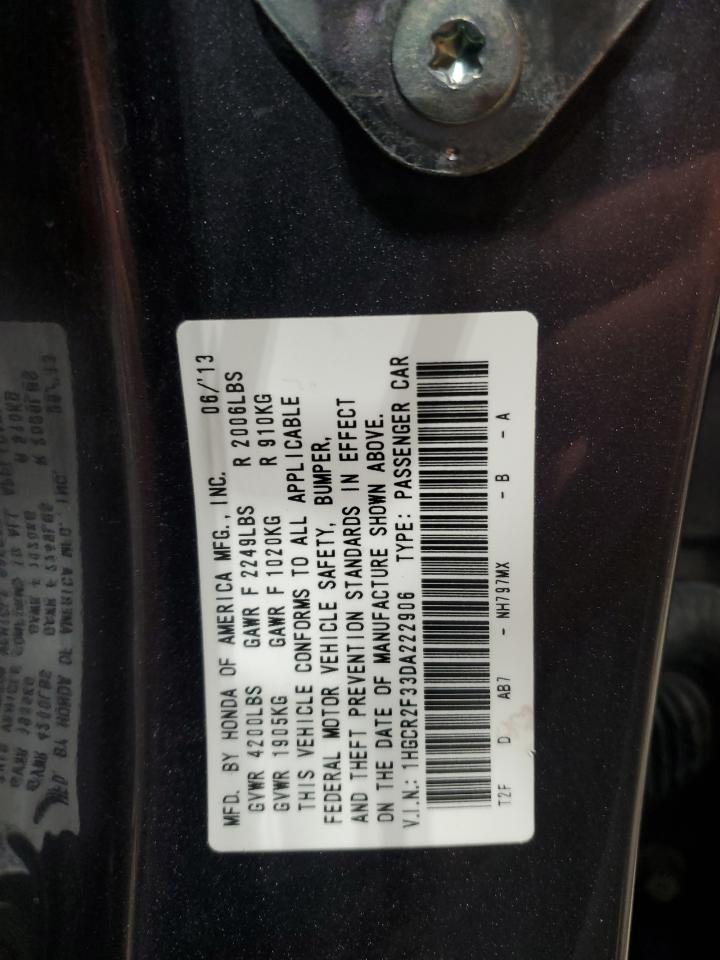 MFD. BY HONDA OF AMERICA MFG., INC. 06/'13
GVWR 4200LBS GAWR F 2249LBS R 2006LBS
GVWR 1905KG GAWR F 1020KG R 910KG
THIS VEHICLE CONFORMS TO ALL APPLICABLE
FEDERAL MOTOR VEHICLE SAFETY, BUMPER,
AND THEFT PREVENTION STANDARDS IN EFFECT
ON THE DATE OF MANUFACTURE SHOWN ABOVE.
V.I.N.: 1HGCR2F33DA222906 TYPE: PASSENGER CAR
T2F D AB7 - NH797MX - B - A